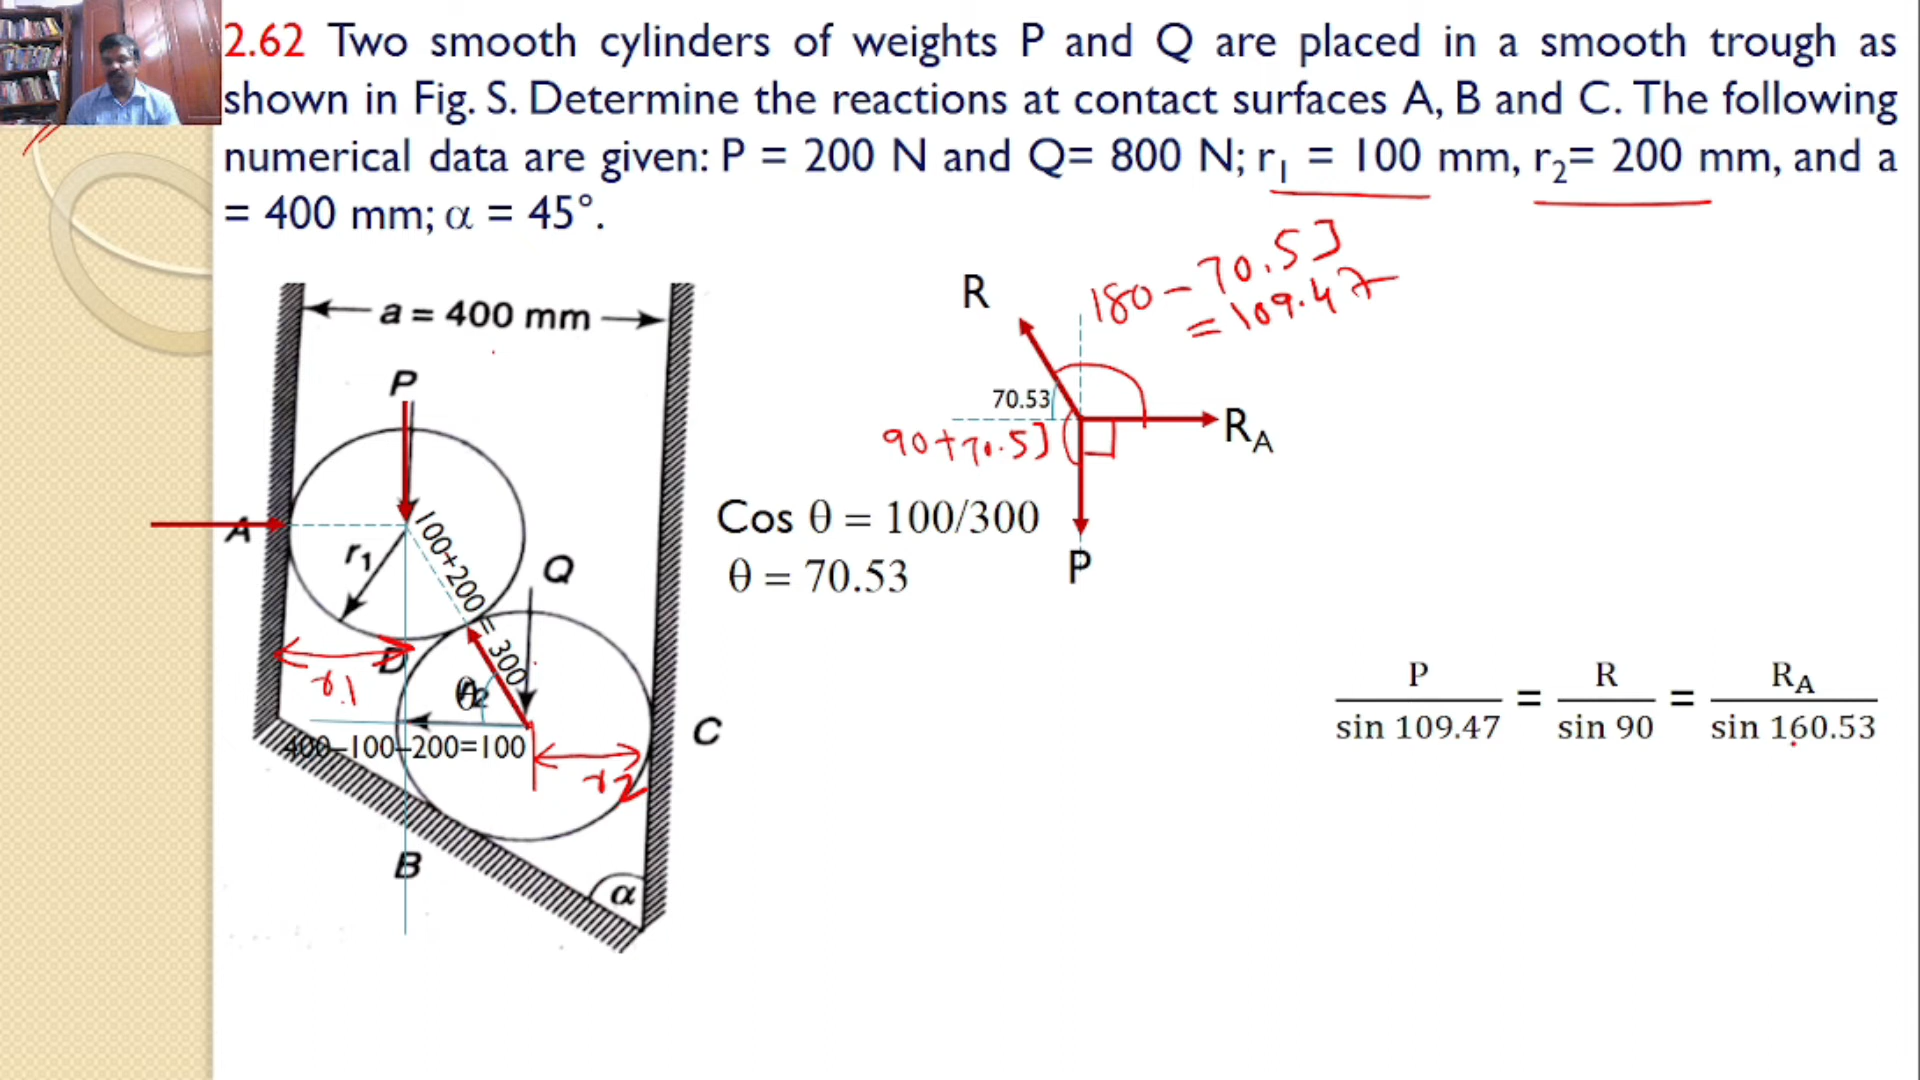 2.62 Two smooth cylinders of weights P and Q are placed in a smooth trough as
shown in Fig. S. Determine the reactions at contact surfaces A, B and C. The following
numerical data are given: P = 200 N and Q= 800 N; r₁ = 100 mm, r₂= 200 mm, and a
= 400 mm; α = 45°.
a = 400 mm
P
A
r₁
100+200 = 300
Q
D
r1
θ
400–100–200=100
r2
C
B
α
R
180 – 70.53
= 109.47
70.53
90+70.53
R_A
P
Cos θ = 100/300
θ = 70.53
P/sin 109.47 = R/sin 90 = R_A/sin 160.53